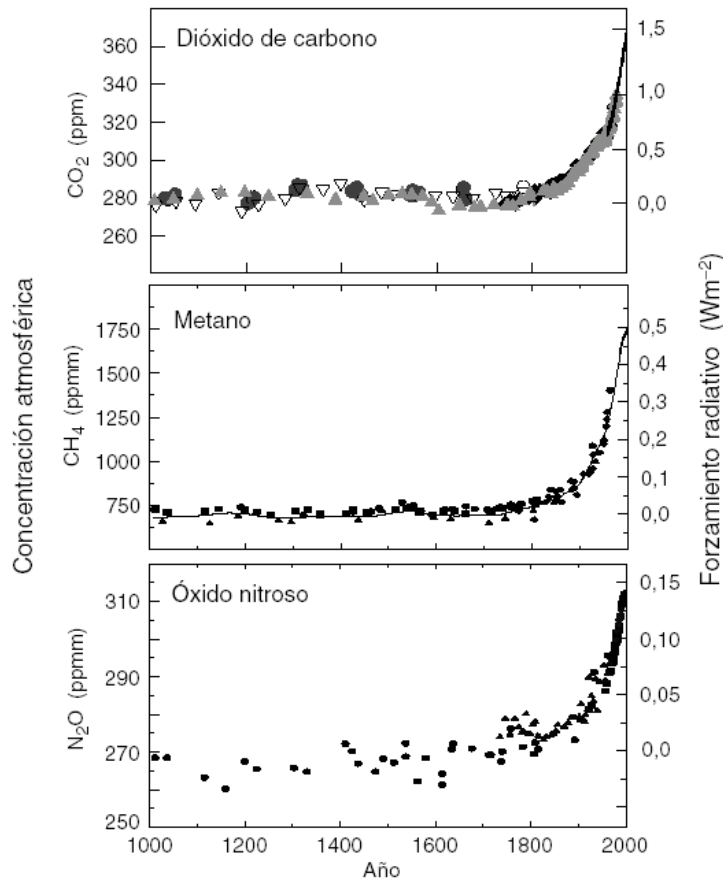 Concentración atmosférica
Forzamiento radiativo (Wm⁻²)
Dióxido de carbono
CO₂ (ppm)
360
340
320
300
280
260
1,5
1,0
0,5
0,0
Metano
CH₄ (ppmm)
1750
1500
1250
1000
750
0,5
0,4
0,3
0,2
0,1
0,0
Óxido nitroso
N₂O (ppmm)
310
290
270
250
0,15
0,10
0,05
0,0
1000 1200 1400 1600 1800 2000
Año